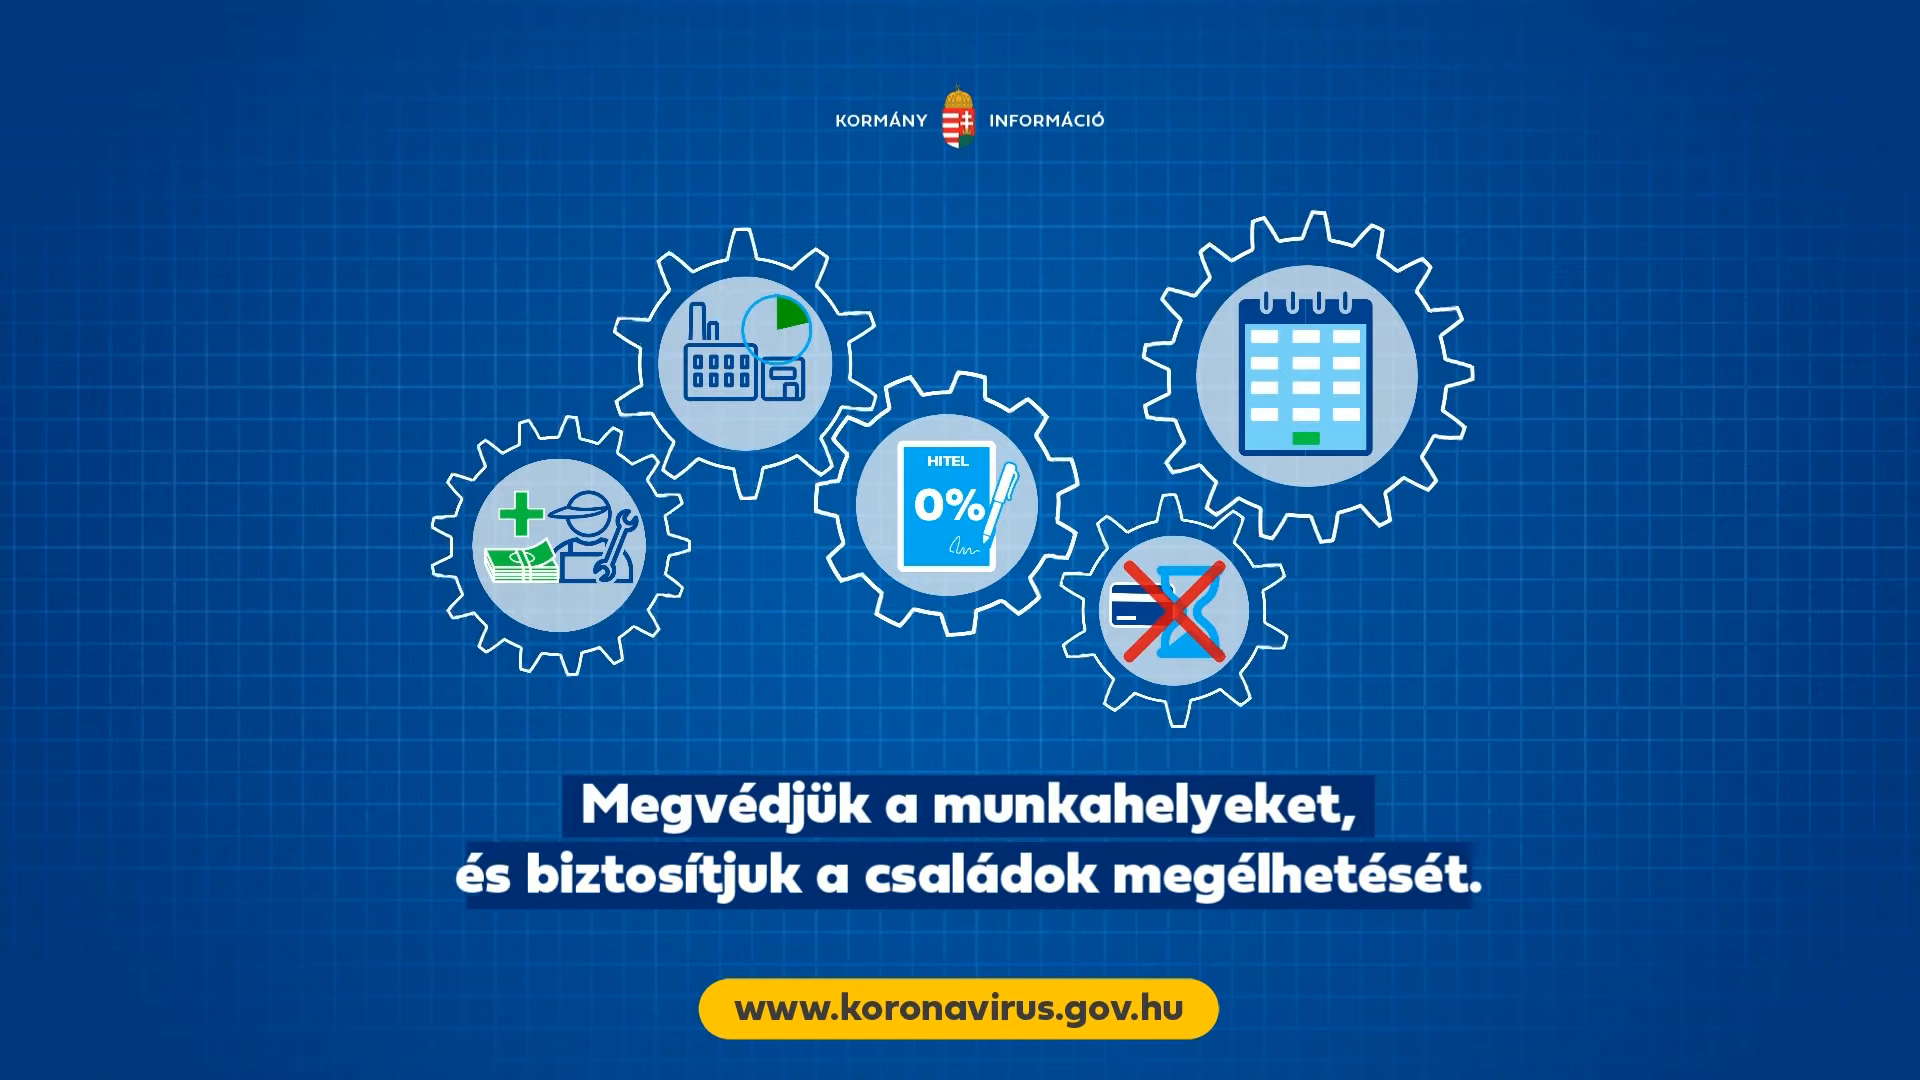 KORMÁNY INFORMÁCIÓ
HITEL
0%
Megvédjük a munkahelyeket,
és biztosítjuk a családok megélhetését.
www.koronavirus.gov.hu